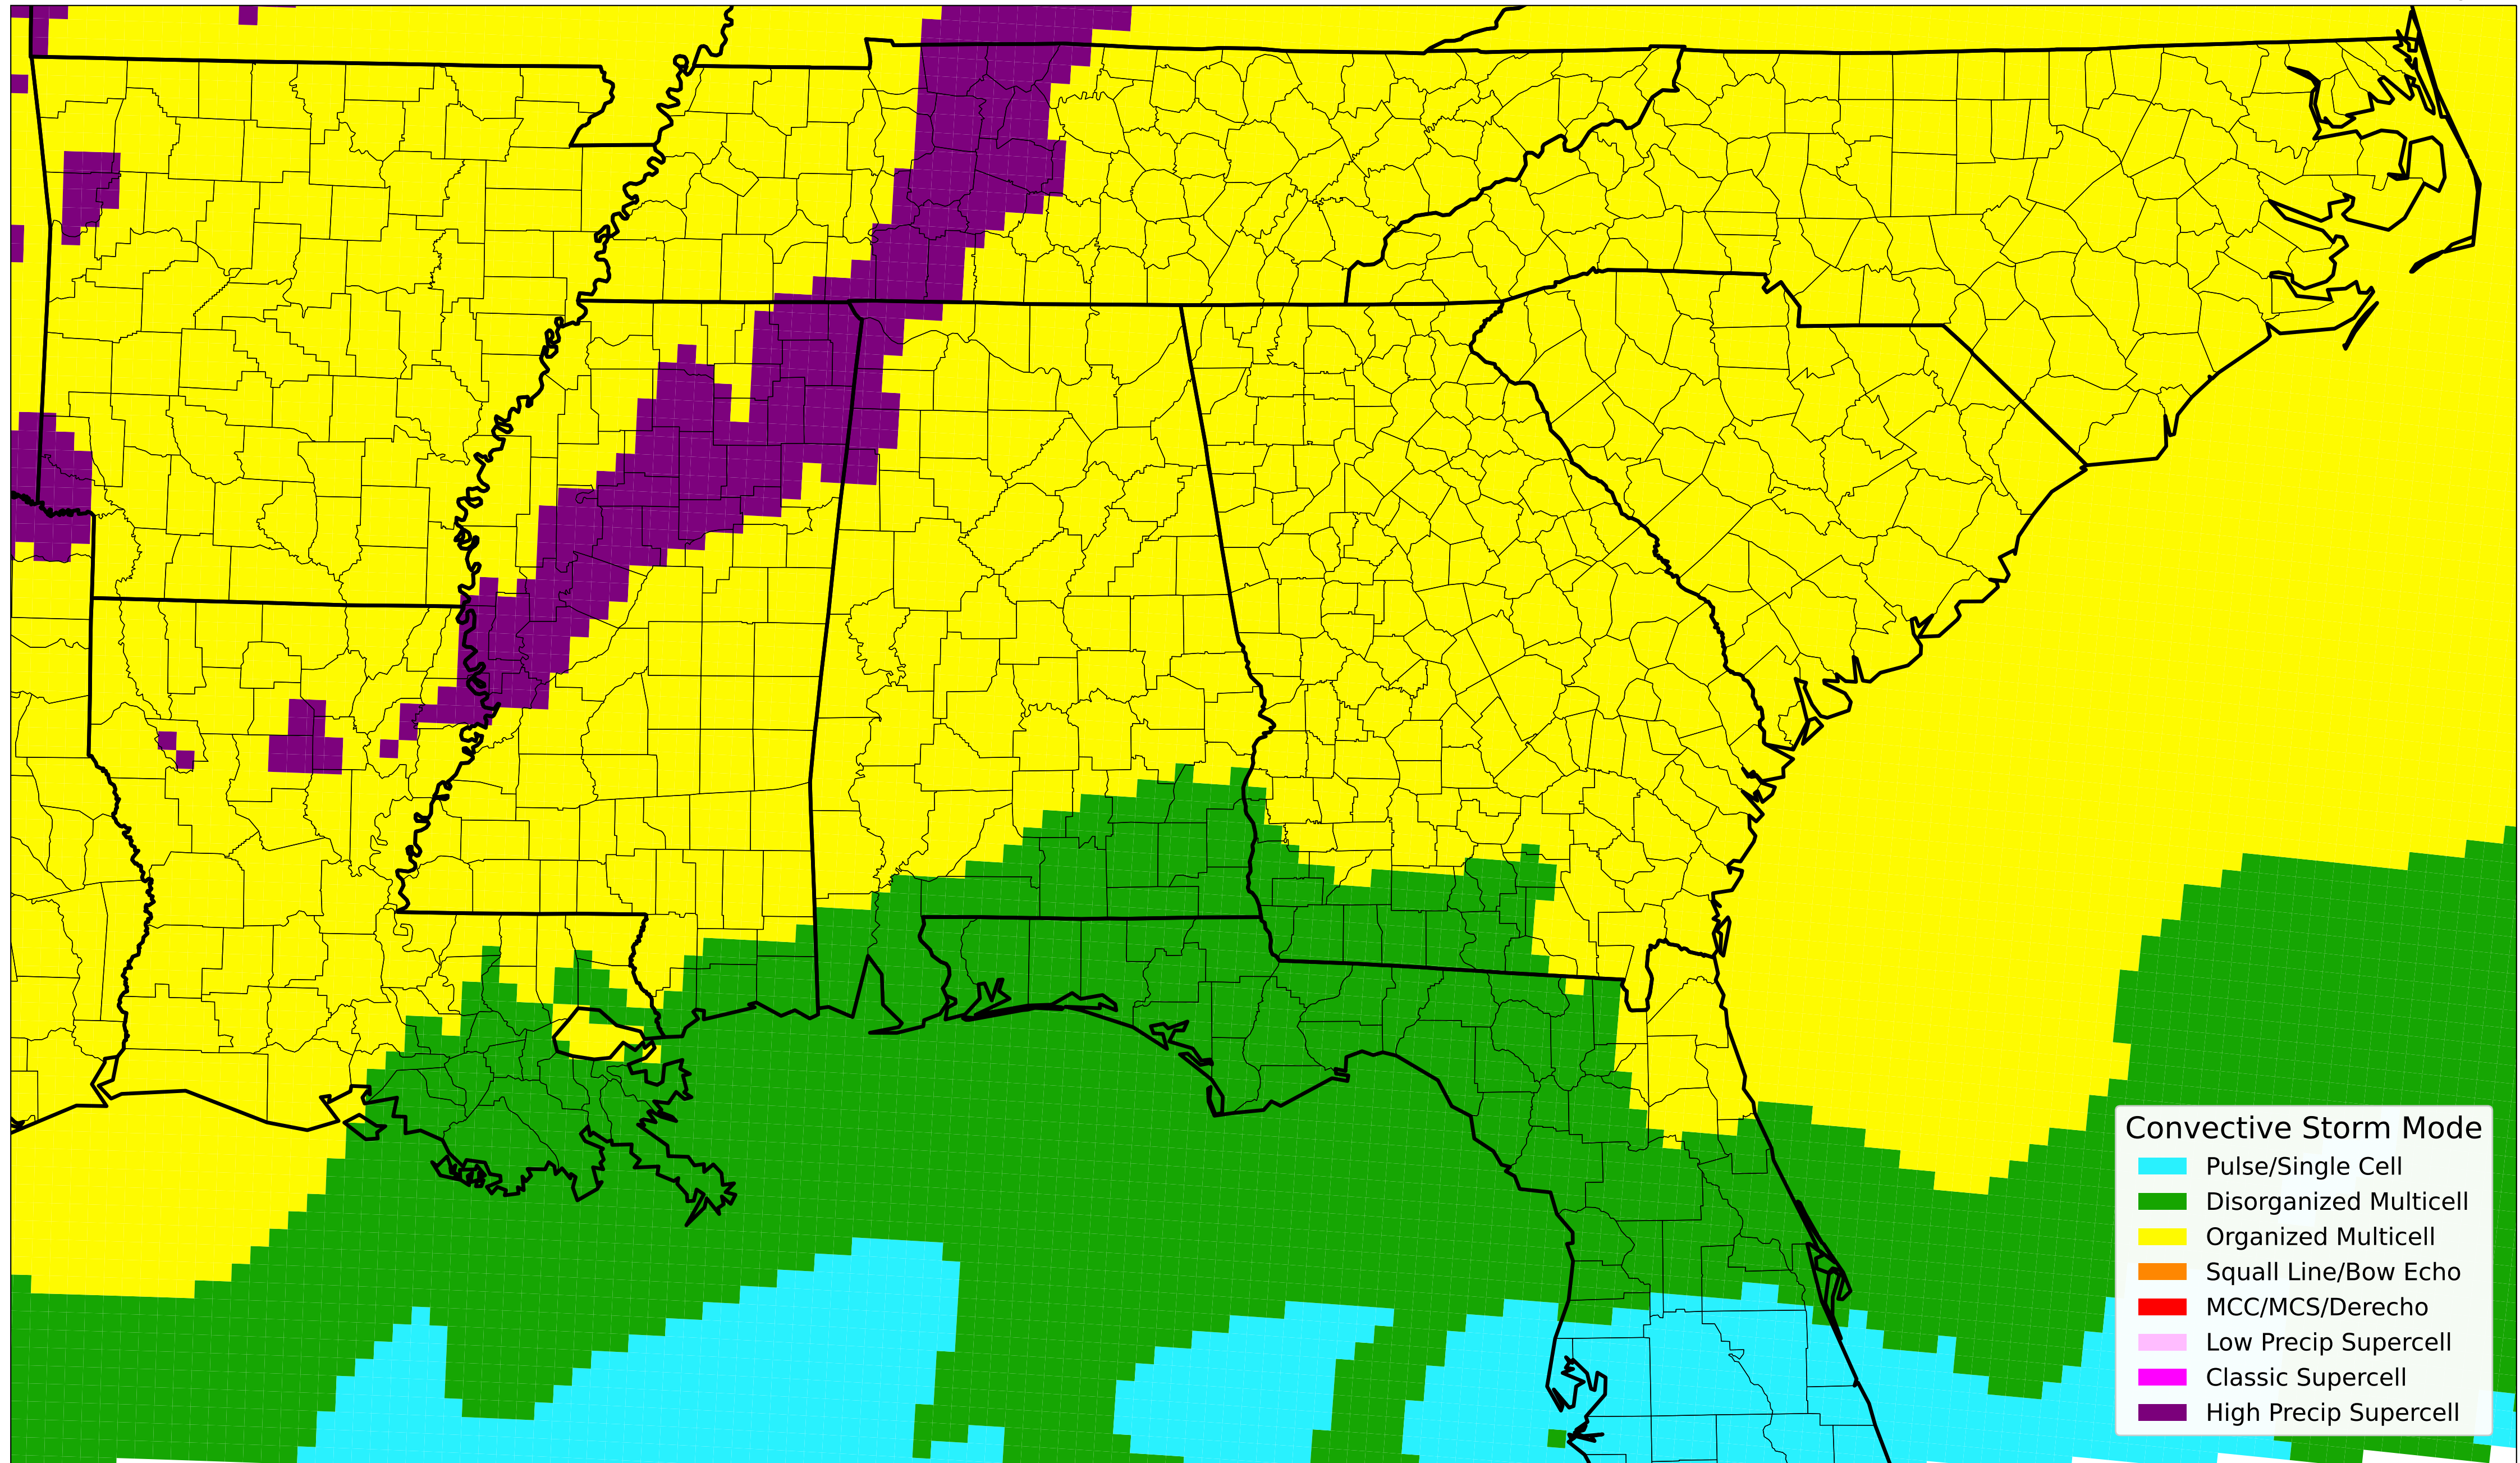 Convective Storm Mode
Pulse/Single Cell
Disorganized Multicell
Organized Multicell
Squall Line/Bow Echo
MCC/MCS/Derecho
Low Precip Supercell
Classic Supercell
High Precip Supercell